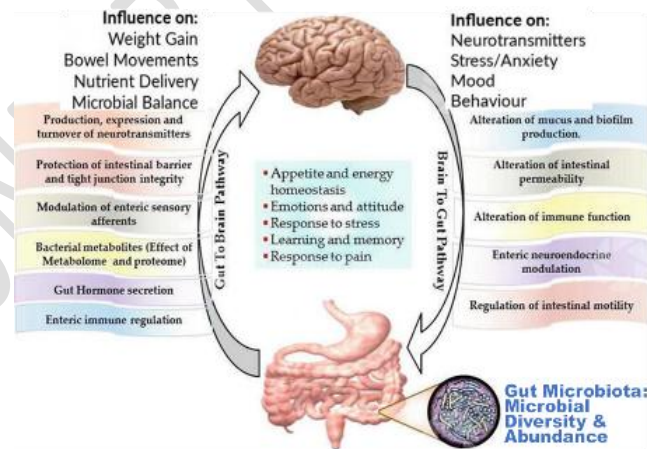 Influence on:
Weight Gain
Bowel Movements
Nutrient Delivery
Microbial Balance
Production, expression and
turnover of neurotransmitters
Protection of intestinal barrier
and tight junction integrity
Modulation of enteric sensory
afferents
Bacterial metabolites (Effect of
Metabolome and proteome)
Gut Hormone secretion
Enteric immune regulation
Gut To Brain Pathway
• Appetite and energy
homeostasis
• Emotions and attitude
• Response to stress
• Learning and memory
• Response to pain
Brain To Gut Pathway
Influence on:
Neurotransmitters
Stress/Anxiety
Mood
Behaviour
Alteration of mucus and biofilm
production.
Alteration of intestinal
permeability
Alteration of immune function
Enteric neuroendocrine
modulation
Regulation of intestinal motility
Gut Microbiota:
Microbial
Diversity &
Abundance